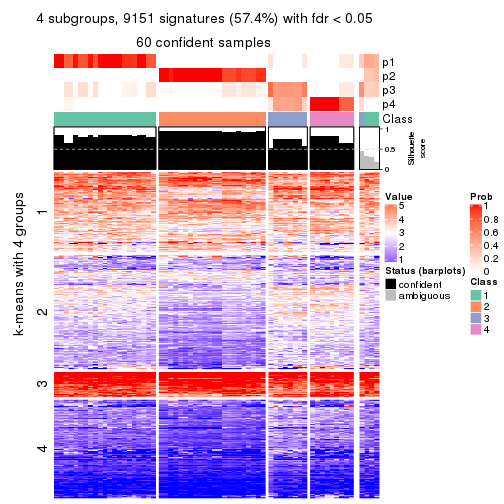 4 subgroups, 9151 signatures (57.4%) with fdr < 0.05
60 confident samples
p1
p2
p3
p4
Class
1
0.5
0
Silhouette
score
k-means with 4 groups
1
2
3
4
Value
5
4
3
2
1
Status (barplots)
confident
ambiguous
Prob
1
0.8
0.6
0.4
0.2
0
Class
1
2
3
4